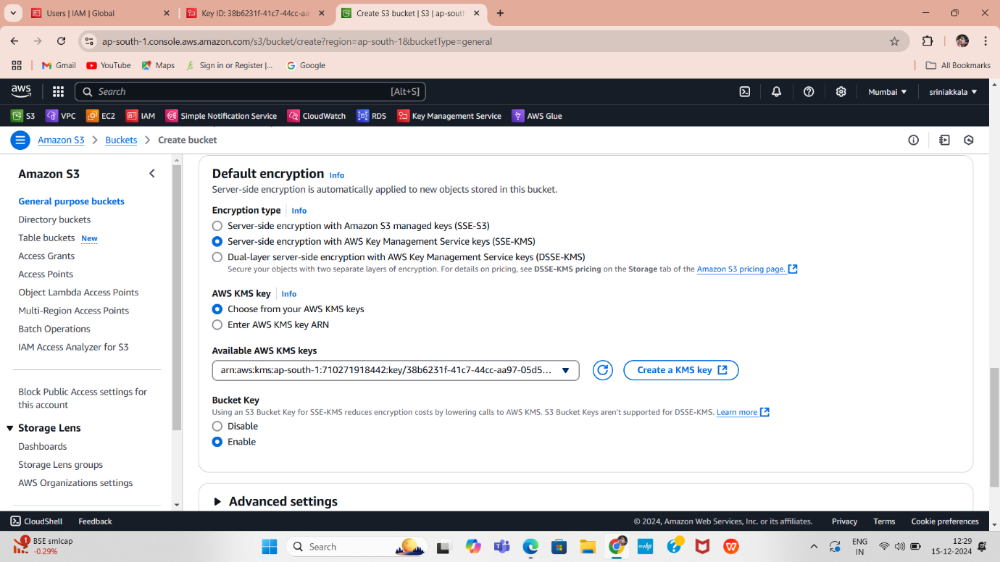 Users | IAM | Global
Key ID: 38b6231f-41c7-44cc-aa
Create S3 bucket | S3 | ap-sout
ap-south-1.console.aws.amazon.com/s3/bucket/create?region=ap-south-1&bucketType=general
Gmail YouTube Maps Sign in or Register |... Google All Bookmarks
aws Search [Alt+S] Mumbai sriniakkala
S3 VPC EC2 IAM Simple Notification Service CloudWatch RDS Key Management Service AWS Glue
Amazon S3 > Buckets > Create bucket
Amazon S3
General purpose buckets
Directory buckets
Table buckets New
Access Grants
Access Points
Object Lambda Access Points
Multi-Region Access Points
Batch Operations
IAM Access Analyzer for S3
Block Public Access settings for
this account
Storage Lens
Dashboards
Storage Lens groups
AWS Organizations settings
Default encryption Info
Server-side encryption is automatically applied to new objects stored in this bucket.
Encryption type Info
Server-side encryption with Amazon S3 managed keys (SSE-S3)
Server-side encryption with AWS Key Management Service keys (SSE-KMS)
Dual-layer server-side encryption with AWS Key Management Service keys (DSSE-KMS)
Secure your objects with two separate layers of encryption. For details on pricing, see DSSE-KMS pricing on the Storage tab of the Amazon S3 pricing page.
AWS KMS key Info
Choose from your AWS KMS keys
Enter AWS KMS key ARN
Available AWS KMS keys
arn:aws:kms:ap-south-1:710271918442:key/38b6231f-41c7-44cc-aa97-05d5...
Create a KMS key
Bucket Key
Using an S3 Bucket Key for SSE-KMS reduces encryption costs by lowering calls to AWS KMS. S3 Bucket Keys aren't supported for DSSE-KMS. Learn more
Disable
Enable
Advanced settings
CloudShell Feedback © 2024, Amazon Web Services, Inc. or its affiliates. Privacy Terms Cookie preferences
1 BSE smlcap
-0.29%
Search
myhp
ENG
IN
12:29
15-12-2024